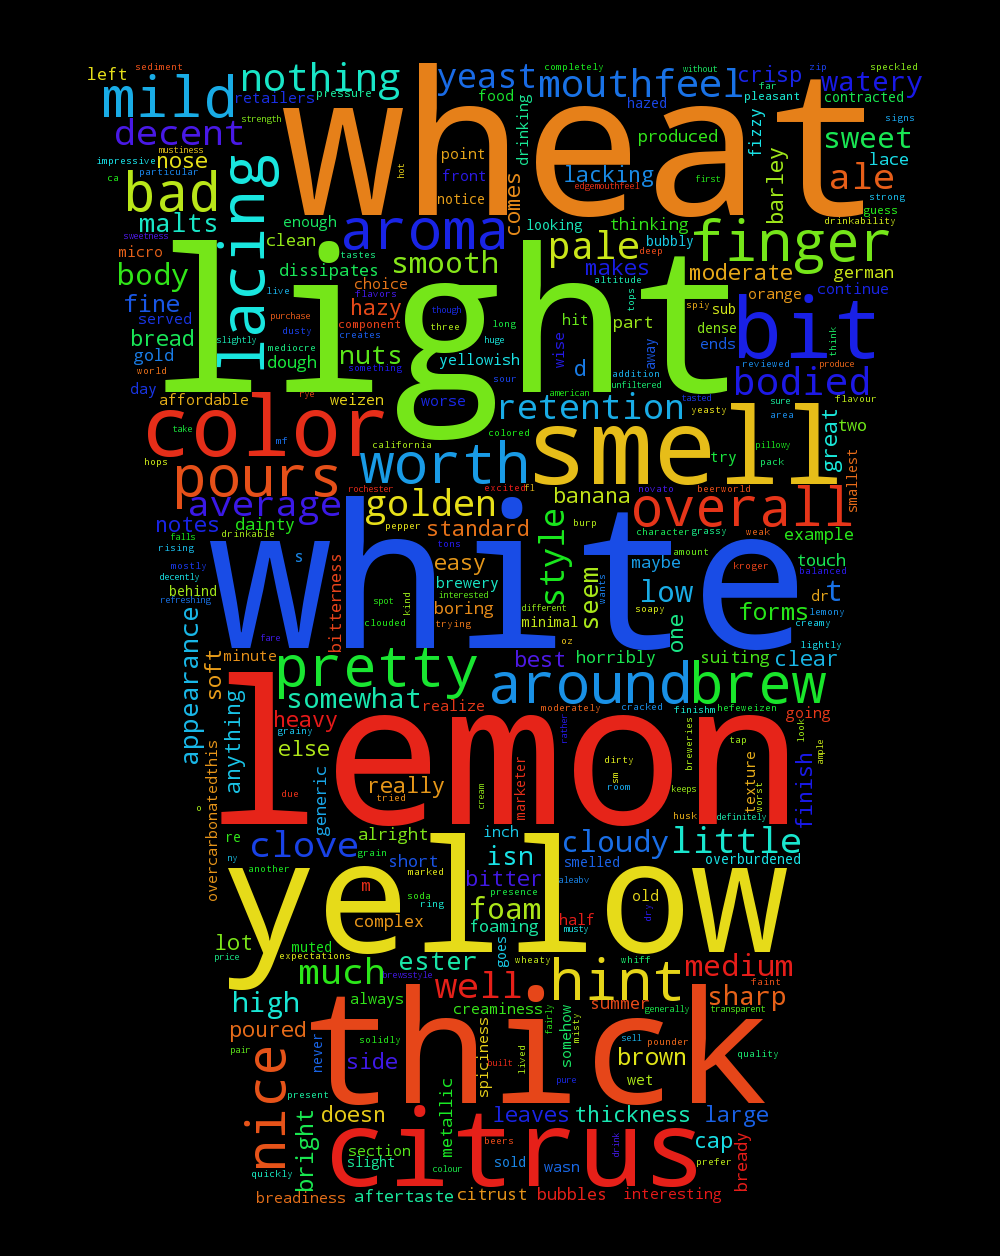 left
sediment
nothing
yeast
completely
without
zip
speckled
mild
retailers
pressure
wheat
food
mouthfeel
crisp
far
watery
pleasant
contracted
hazed
decent
strength
drinking
produced
fizzy
signs
sweet
mustiness
nose
impressive
particular
lacing
hot
point
front
notice
comes
lacking
edgemouthfeel
first
barley
lace
ale
strong
guess
drinkability
ca
bad
malts
enough
aroma
looking
thinking
finger
sweetness
clean
tastes
smooth
pale
bubbly
deep
micro
body
dissipates
choice
makes
altitude
moderate
german
continue
live
flavors
fine
served
purchase
dusty
component
hazy
though
three
long
huge
hit
part
tops
spiy
sub
orange
dense
bit
bread
slightly
creates
mediocre
gold
world
dough
nuts
something
yellowish
sour
wise
d
away
ends
think
reviewed
produce
light
day
affordable
rye
weizen
worse
american
addition
unfiltered
tasted
bodied
retention
yeasty
sure
area
flavour
color
take
mf
california
colored
smell
great
two
hops
worth
try
pillowy
pack
smallest
pours
rochester
excited
fl
novato
beerworld
average
golden
banana
overall
notes
dainty
pepper
standard
burp
character
grassy
weak
example
falls
drinkable
rising
s
tons
style
amount
touch
mostly
easy
maybe
kroger
balanced
decently
brewery
wants
low
refreshing
behind
bitterness
spot
kind
interested
boring
different
seem
soapy
dr
t
lemony
forms
creamy
white
clouded
trying
minimal
oz
one
lightly
fare
appearance
soft
minute
pretty
best
horribly
suiting
clear
somewhat
around
brew
hefeweizen
anything
heavy
realize
moderately
cracked
finishm
going
grainy
else
rather
breweries
tap
look
ample
lemon
dirty
finish
generic
really
cream
marketer
sm
room
keeps
texture
worst
due
tried
o
husk
definitely
overcarbonatedthis
re
clove
alright
inch
cloudy
little
ny
another
grain
short
marked
isn
smelled
overburdened
bitter
aleabv
yellow
m
soda
presence
ring
foam
old
dry
complex
foaming
half
musty
lot
muted
price
expectations
goes
wheaty
whiff
much
brewsstyle
ester
medium
faint
high
well
hint
always
creaminess
summer
generally
sharp
transparent
poured
fairly
somehow
misty
pair
never
solidly
thick
sell
pounder
side
built
lived
brown
quality
nice
spiciness
pure
wet
present
bright
doesn
metallic
leaves
thickness
large
citrus
beers
drink
cap
section
slight
colour
sold
wasn
prefer
quickly
bready
breadiness
aftertaste
citrust
bubbles
interesting